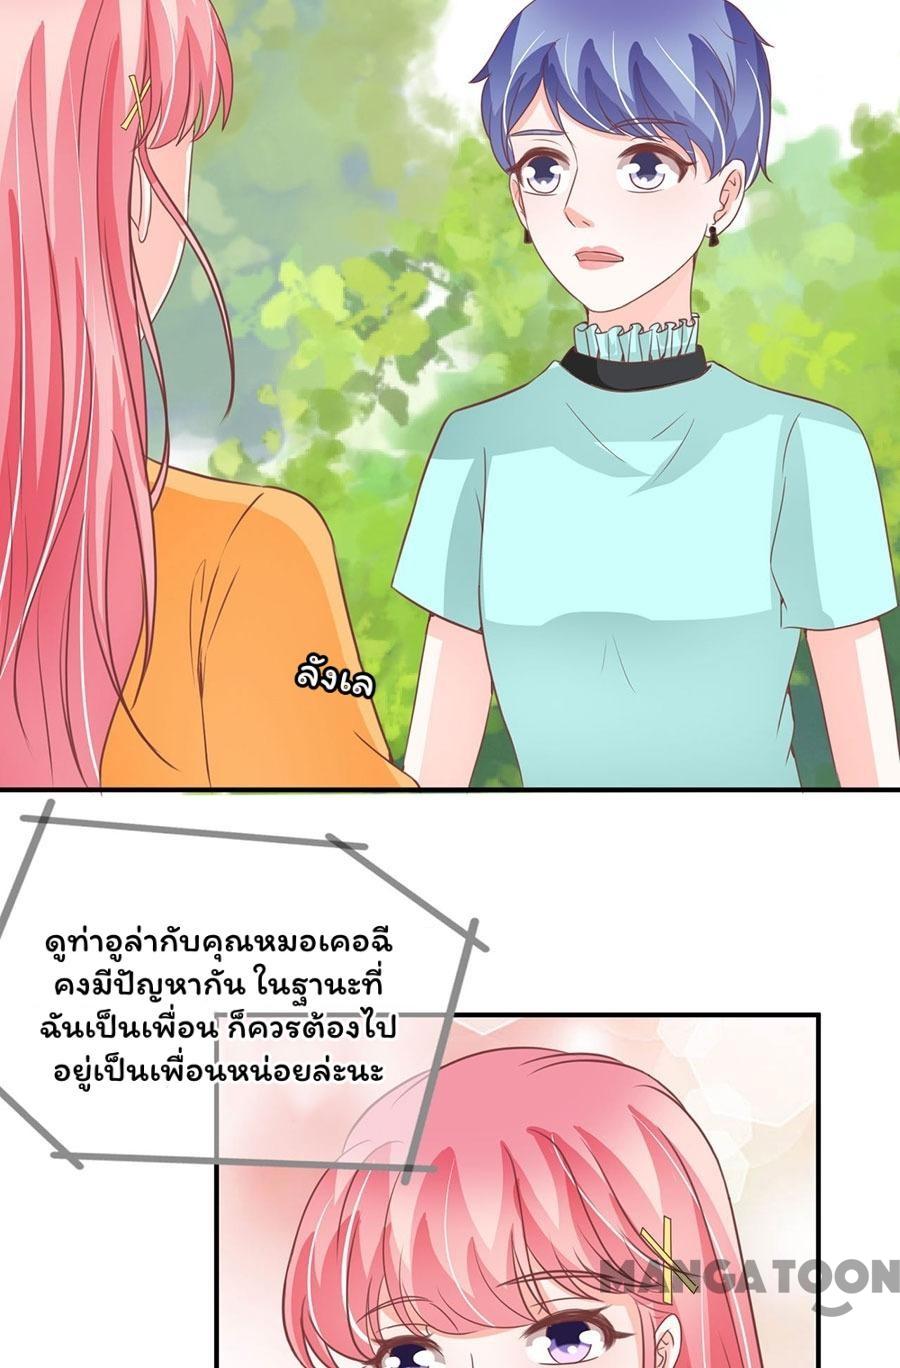 ลังเล
ดูท่าอูล่ากับคุณหมอเคอฉี
คงมีปัญหากัน ในฐานะที่
ฉันเป็นเพื่อน ก็ควรต้องไป
อยู่เป็นเพื่อนหน่อยล่ะนะ
MANGATOON